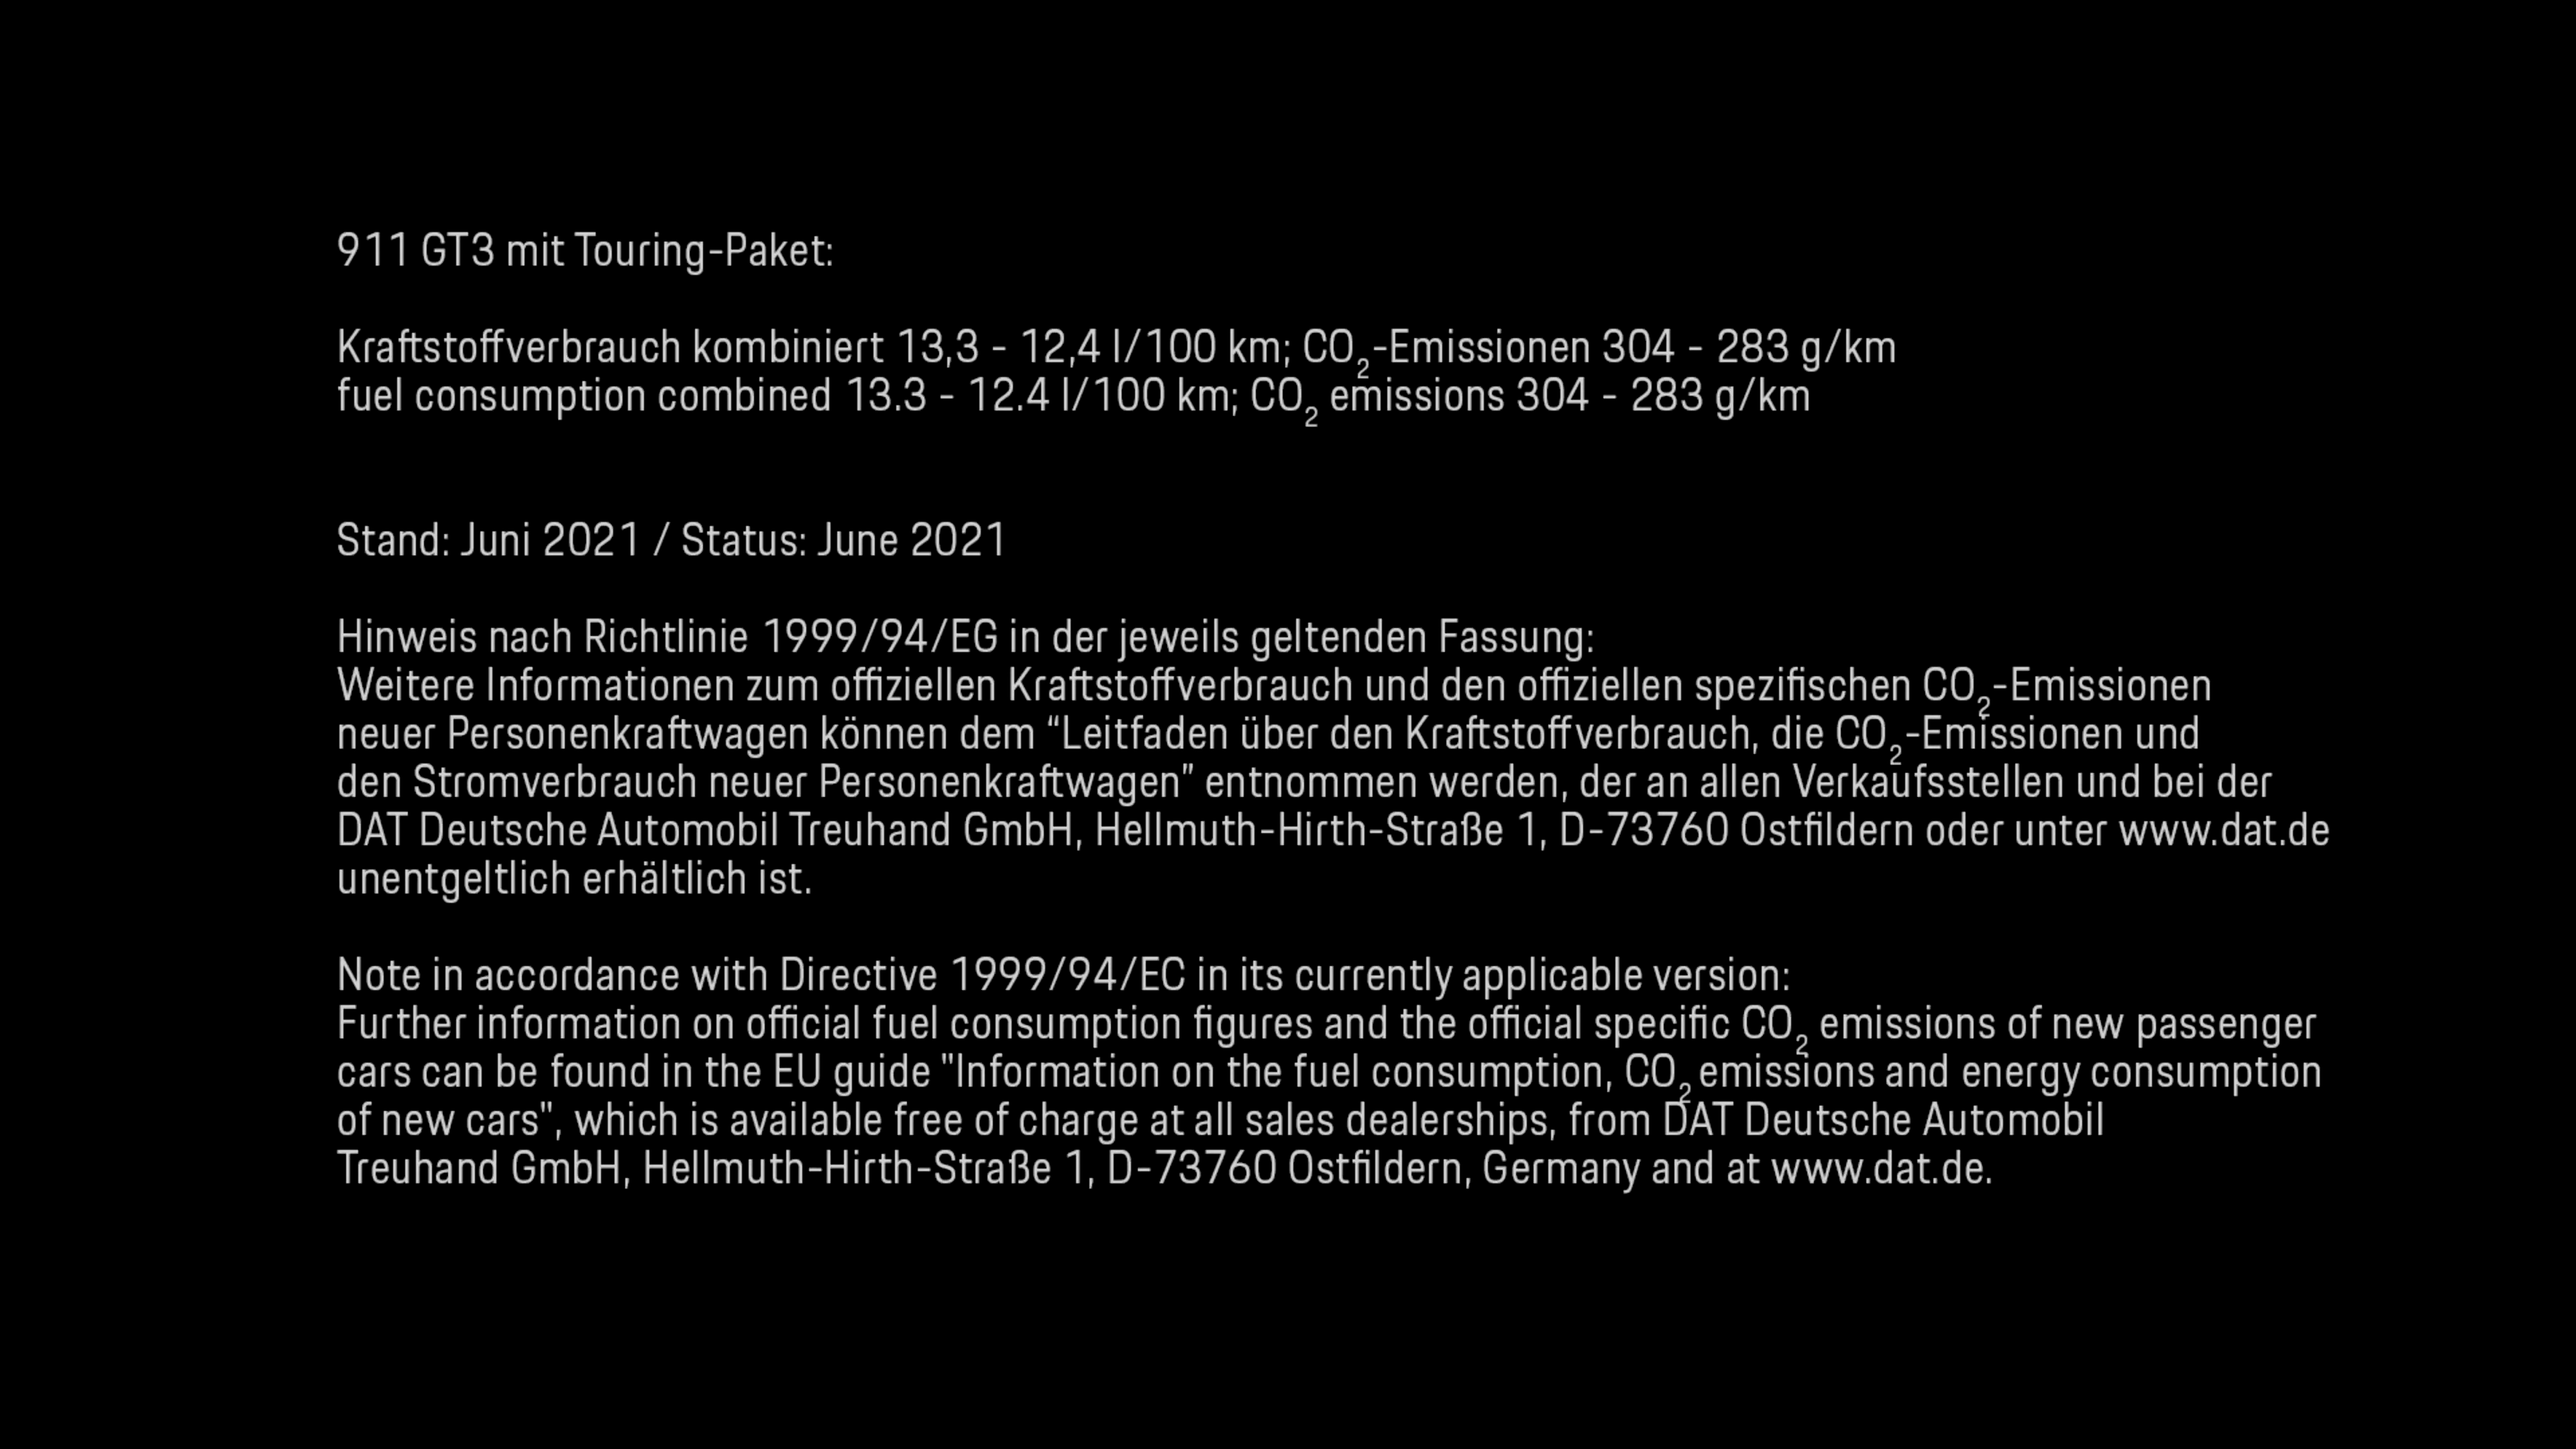 911 GT3 mit Touring-Paket:
Kraftstoffverbrauch kombiniert 13,3 - 12,4 l/100 km; CO₂-Emissionen 304 - 283 g/km
fuel consumption combined 13.3 - 12.4 l/100 km; CO₂ emissions 304 - 283 g/km
Stand: Juni 2021 / Status: June 2021
Hinweis nach Richtlinie 1999/94/EG in der jeweils geltenden Fassung:
Weitere Informationen zum offiziellen Kraftstoffverbrauch und den offiziellen spezifischen CO₂-Emissionen
neuer Personenkraftwagen können dem “Leitfaden über den Kraftstoffverbrauch, die CO₂-Emissionen und
den Stromverbrauch neuer Personenkraftwagen” entnommen werden, der an allen Verkaufsstellen und bei der
DAT Deutsche Automobil Treuhand GmbH, Hellmuth-Hirth-Straße 1, D-73760 Ostfildern oder unter www.dat.de
unentgeltlich erhältlich ist.
Note in accordance with Directive 1999/94/EC in its currently applicable version:
Further information on official fuel consumption figures and the official specific CO₂ emissions of new passenger
cars can be found in the EU guide "Information on the fuel consumption, CO₂ emissions and energy consumption
of new cars", which is available free of charge at all sales dealerships, from DAT Deutsche Automobil
Treuhand GmbH, Hellmuth-Hirth-Straße 1, D-73760 Ostfildern, Germany and at www.dat.de.